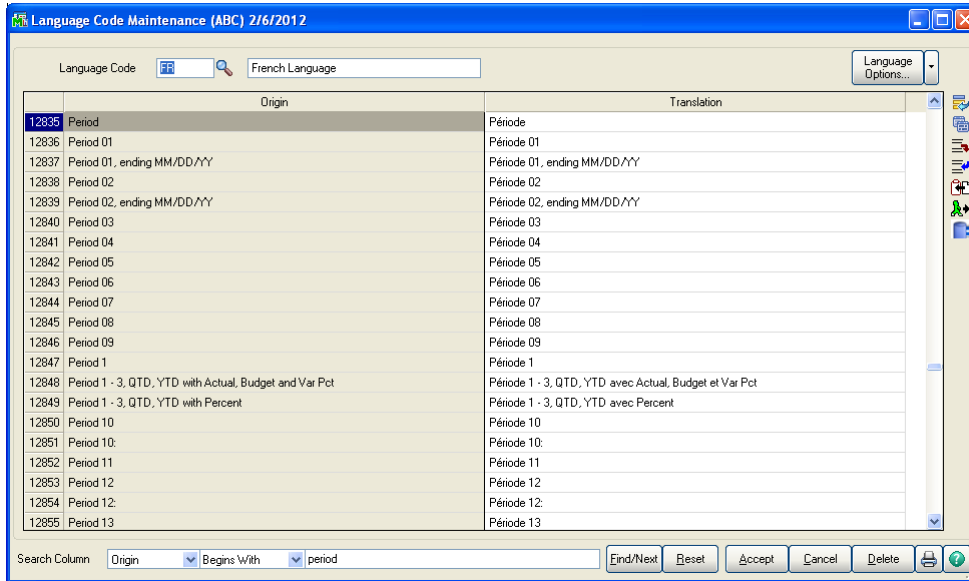 Language Code Maintenance (ABC) 2/6/2012
Language Code FR French Language Language Options...
Origin Translation
12835 Period Période
12836 Period 01 Période 01
12837 Period 01, ending MM/DD/YY Période 01, ending MM/DD/YY
12838 Period 02 Période 02
12839 Period 02, ending MM/DD/YY Période 02, ending MM/DD/YY
12840 Period 03 Période 03
12841 Period 04 Période 04
12842 Period 05 Période 05
12843 Period 06 Période 06
12844 Period 07 Période 07
12845 Period 08 Période 08
12846 Period 09 Période 09
12847 Period 1 Période 1
12848 Period 1 - 3, QTD, YTD with Actual, Budget and Var Pct Période 1 - 3, QTD, YTD avec Actual, Budget et Var Pct
12849 Period 1 - 3, QTD, YTD with Percent Période 1 - 3, QTD, YTD avec Percent
12850 Period 10 Période 10
12851 Period 10: Période 10:
12852 Period 11 Période 11
12853 Period 12 Période 12
12854 Period 12: Période 12:
12855 Period 13 Période 13
Search Column Origin Begins With period Find/Next Reset Accept Cancel Delete